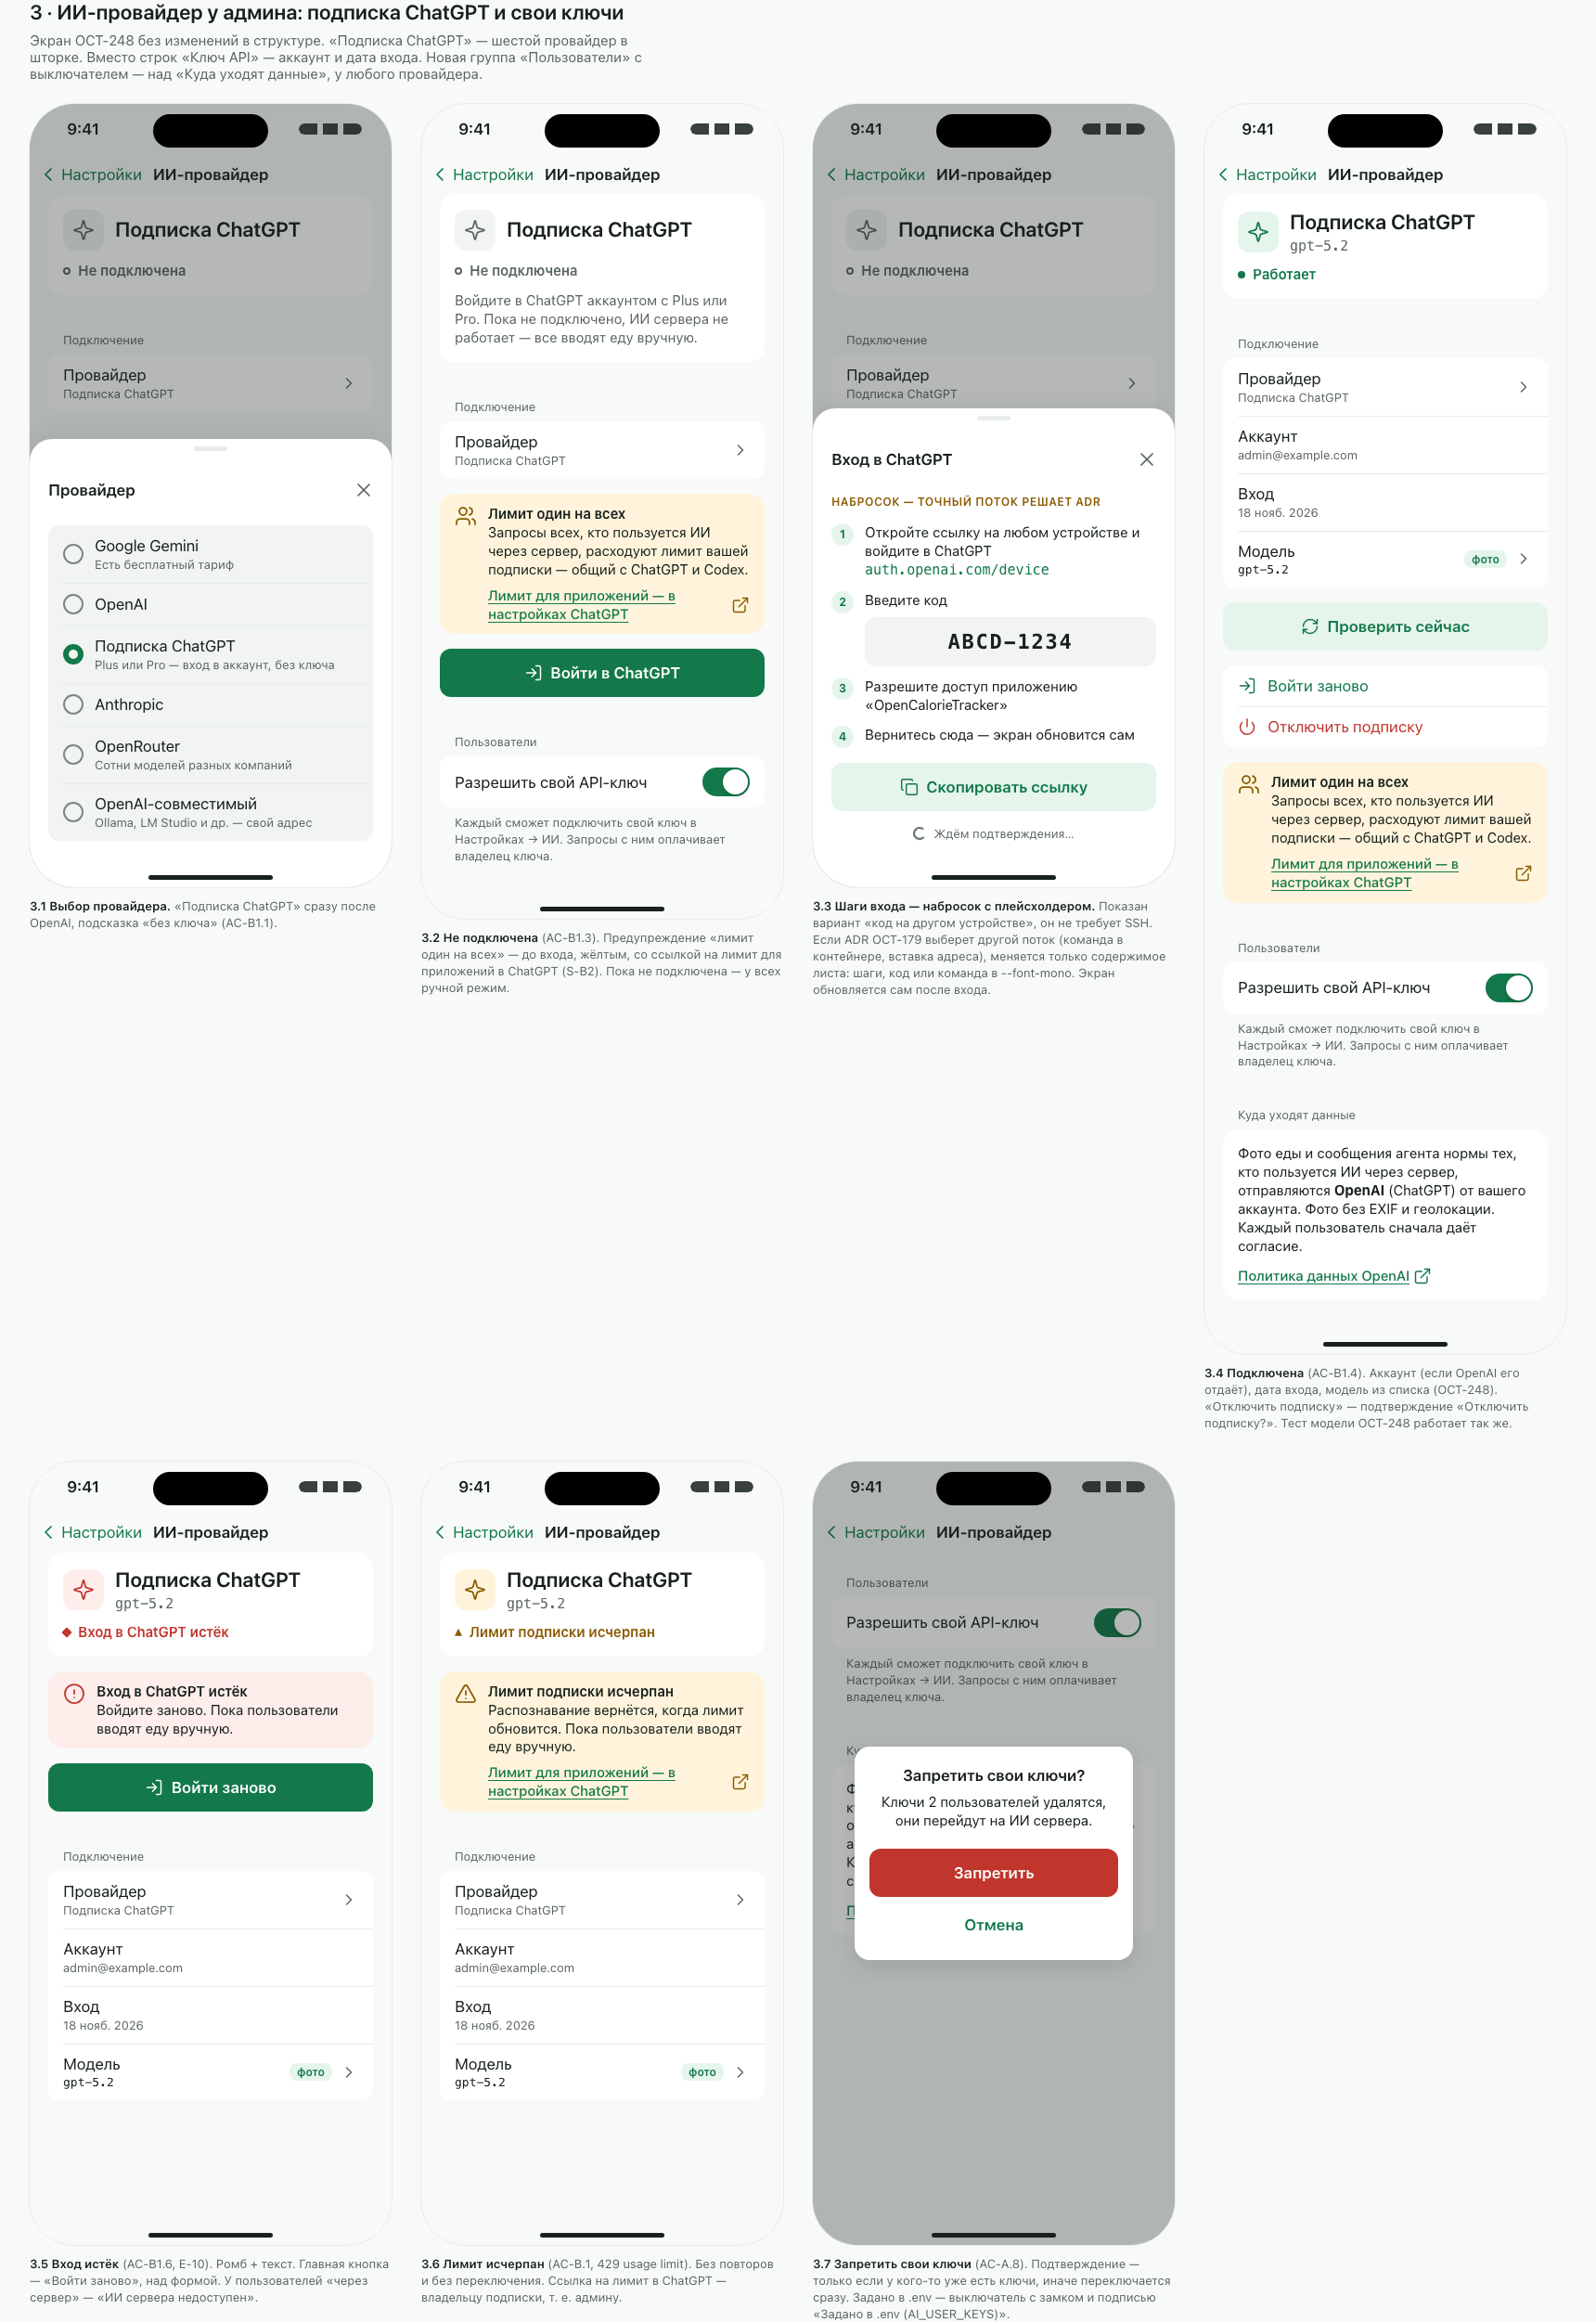 3 · ИИ-провайдер у админа: подписка ChatGPT и свои ключи
Экран OCT-248 без изменений в структуре. «Подписка ChatGPT» — шестой провайдер в
шторке. Вместо строк «Ключ API» — аккаунт и дата входа. Новая группа «Пользователи» с
выключателем — над «Куда уходят данные», у любого провайдера.
9:41
Настройки ИИ-провайдер
Подписка ChatGPT
Не подключена
Подключение
Провайдер
Подписка ChatGPT
Провайдер
Google Gemini
Есть бесплатный тариф
OpenAI
Подписка ChatGPT
Plus или Pro — вход в аккаунт, без ключа
Anthropic
OpenRouter
Сотни моделей разных компаний
OpenAI-совместимый
Ollama, LM Studio и др. — свой адрес
3.1 Выбор провайдера. «Подписка ChatGPT» сразу после
OpenAI, подсказка «без ключа» (AC-B1.1).
9:41
Настройки ИИ-провайдер
Подписка ChatGPT
Не подключена
Войдите в ChatGPT аккаунтом с Plus или
Pro. Пока не подключено, ИИ сервера не
работает — все вводят еду вручную.
Подключение
Провайдер
Подписка ChatGPT
Лимит один на всех
Запросы всех, кто пользуется ИИ
через сервер, расходуют лимит вашей
подписки — общий с ChatGPT и Codex.
Лимит для приложений — в
настройках ChatGPT
Войти в ChatGPT
Пользователи
Разрешить свой API-ключ
Каждый сможет подключить свой ключ в
Настройках → ИИ. Запросы с ним оплачивает
владелец ключа.
3.2 Не подключена (AC-B1.3). Предупреждение «лимит
один на всех» — до входа, жёлтым, со ссылкой на лимит для
приложений в ChatGPT (S-B2). Пока не подключена — у всех
ручной режим.
9:41
Настройки ИИ-провайдер
Подписка ChatGPT
Не подключена
Подключение
Провайдер
Подписка ChatGPT
Вход в ChatGPT
НАБРОСОК — ТОЧНЫЙ ПОТОК РЕШАЕТ ADR
1 Откройте ссылку на любом устройстве и
войдите в ChatGPT
auth.openai.com/device
2 Введите код
ABCD-1234
3 Разрешите доступ приложению
«OpenCalorieTracker»
4 Вернитесь сюда — экран обновится сам
Скопировать ссылку
Ждём подтверждения…
3.3 Шаги входа — набросок с плейсхолдером. Показан
вариант «код на другом устройстве», он не требует SSH.
Если ADR OCT-179 выберет другой поток (команда в
контейнере, вставка адреса), меняется только содержимое
листа: шаги, код или команда в --font-mono. Экран
обновляется сам после входа.
9:41
Настройки ИИ-провайдер
Подписка ChatGPT
gpt-5.2
Работает
Подключение
Провайдер
Подписка ChatGPT
Аккаунт
admin@example.com
Вход
18 нояб. 2026
Модель
gpt-5.2
фото
Проверить сейчас
Войти заново
Отключить подписку
Лимит один на всех
Запросы всех, кто пользуется ИИ
через сервер, расходуют лимит вашей
подписки — общий с ChatGPT и Codex.
Лимит для приложений — в
настройках ChatGPT
Пользователи
Разрешить свой API-ключ
Каждый сможет подключить свой ключ в
Настройках → ИИ. Запросы с ним оплачивает
владелец ключа.
Куда уходят данные
Фото еды и сообщения агента нормы тех,
кто пользуется ИИ через сервер,
отправляются OpenAI (ChatGPT) от вашего
аккаунта. Фото без EXIF и геолокации.
Каждый пользователь сначала даёт
согласие.
Политика данных OpenAI
3.4 Подключена (AC-B1.4). Аккаунт (если OpenAI его
отдаёт), дата входа, модель из списка (OCT-248).
«Отключить подписку» — подтверждение «Отключить
подписку?». Тест модели OCT-248 работает так же.
9:41
Настройки ИИ-провайдер
Подписка ChatGPT
gpt-5.2
Вход в ChatGPT истёк
Вход в ChatGPT истёк
Войдите заново. Пока пользователи
вводят еду вручную.
Войти заново
Подключение
Провайдер
Подписка ChatGPT
Аккаунт
admin@example.com
Вход
18 нояб. 2026
Модель
gpt-5.2
фото
3.5 Вход истёк (AC-B1.6, E-10). Ромб + текст. Главная кнопка
— «Войти заново», над формой. У пользователей «через
сервер» — «ИИ сервера недоступен».
9:41
Настройки ИИ-провайдер
Подписка ChatGPT
gpt-5.2
Лимит подписки исчерпан
Лимит подписки исчерпан
Распознавание вернётся, когда лимит
обновится. Пока пользователи вводят
еду вручную.
Лимит для приложений — в
настройках ChatGPT
Подключение
Провайдер
Подписка ChatGPT
Аккаунт
admin@example.com
Вход
18 нояб. 2026
Модель
gpt-5.2
фото
3.6 Лимит исчерпан (AC-B.1, 429 usage limit). Без повторов
и без переключения. Ссылка на лимит в ChatGPT —
владельцу подписки, т. е. админу.
9:41
Настройки ИИ-провайдер
Пользователи
Разрешить свой API-ключ
Каждый сможет подключить свой ключ в
Настройках → ИИ. Запросы с ним оплачивает
владелец ключа.
Запретить свои ключи?
Ключи 2 пользователей удалятся,
они перейдут на ИИ сервера.
Запретить
Отмена
3.7 Запретить свои ключи (AC-A.8). Подтверждение —
только если у кого-то уже есть ключи, иначе переключается
сразу. Задано в .env — выключатель с замком и подписью
«Задано в .env (AI_USER_KEYS)».